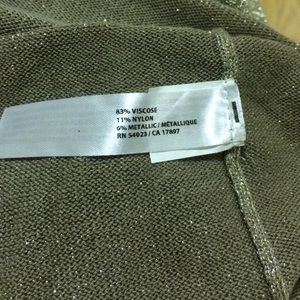 83% VISCOSE
11% NYLON
6% METALLIC / MÉTALLIQUE
RN 54023 / CA 17897